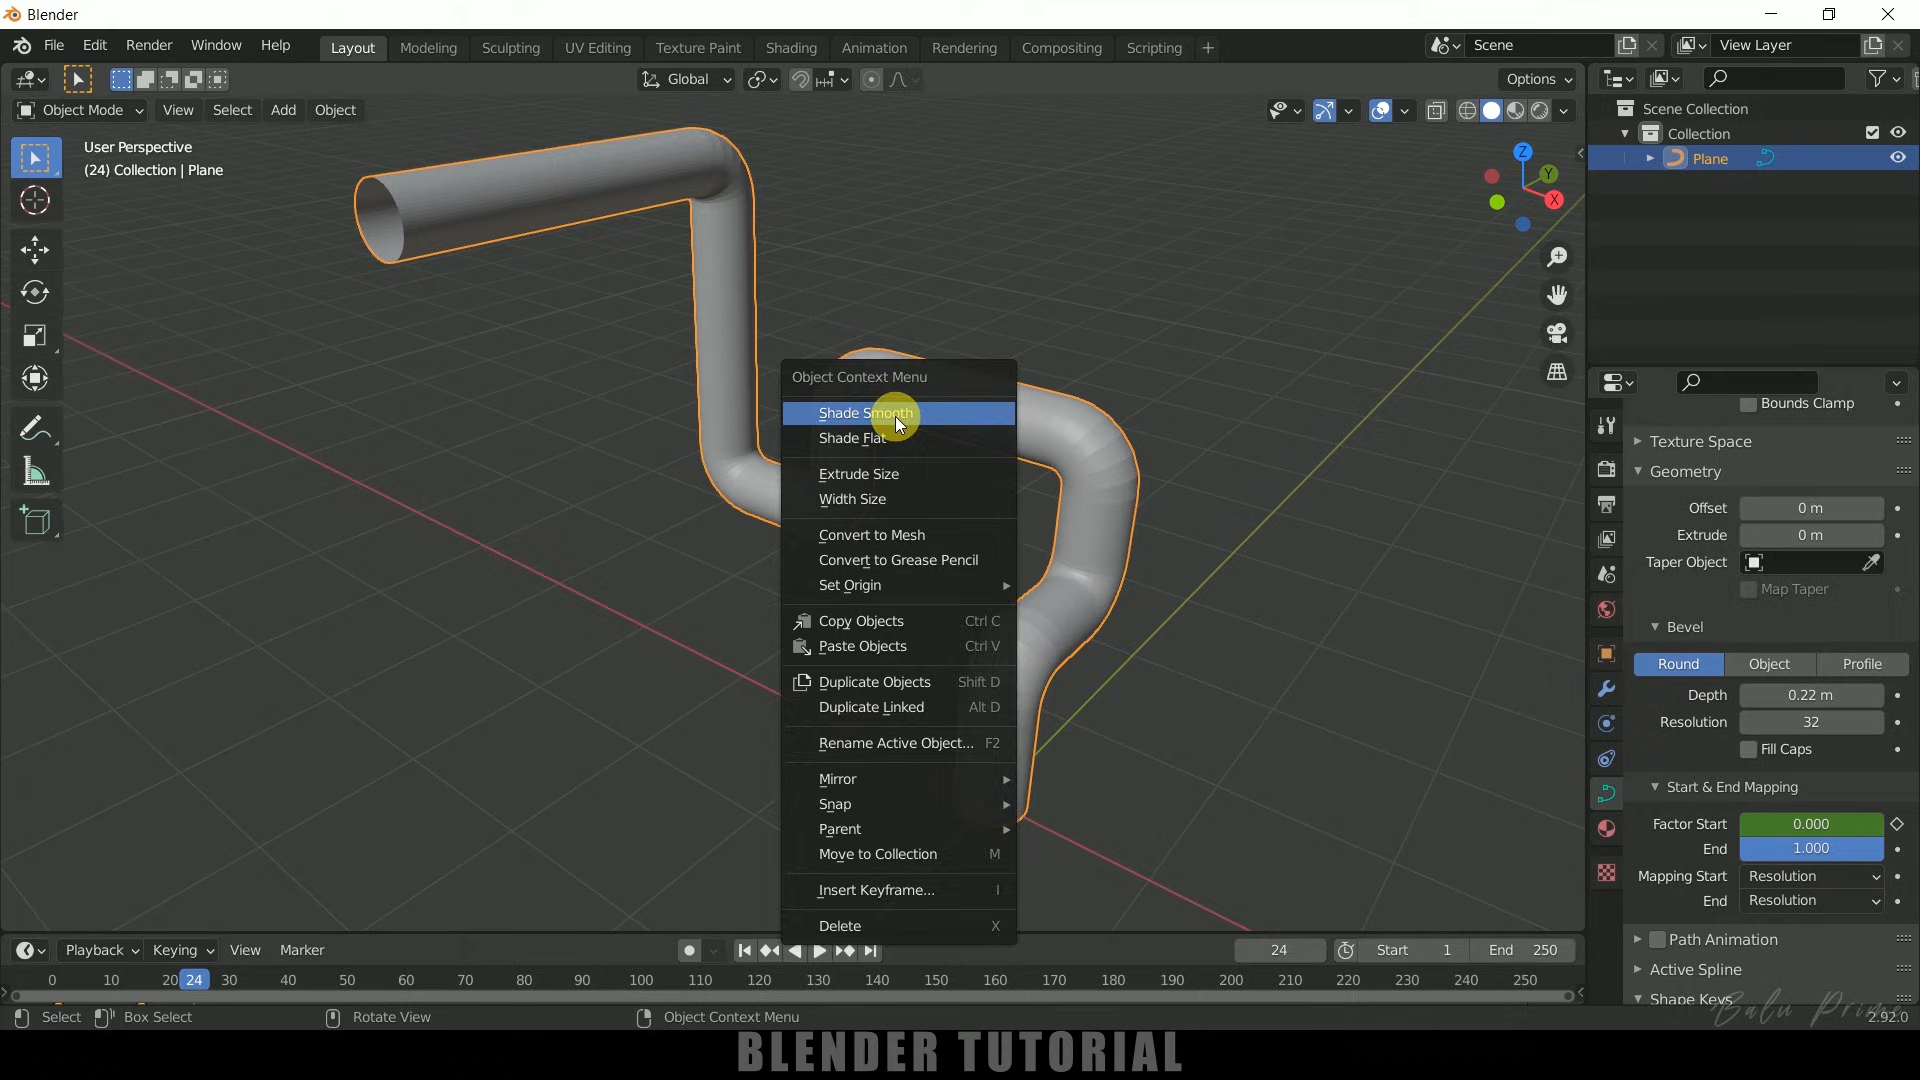 Blender
File Edit Render Window Help Layout Modeling Sculpting UV Editing Texture Paint Shading Animation Rendering Compositing Scripting + Scene View Layer
Global Options
Object Mode View Select Add Object
User Perspective
(24) Collection | Plane
Z
Y
X
Scene Collection
Collection
Plane
Object Context Menu
Shade Smooth
Shade Flat
Extrude Size
Width Size
Convert to Mesh
Convert to Grease Pencil
Set Origin
Copy Objects Ctrl C
Paste Objects Ctrl V
Duplicate Objects Shift D
Duplicate Linked Alt D
Rename Active Object... F2
Mirror
Snap
Parent
Move to Collection M
Insert Keyframe... I
Delete X
Bounds Clamp
Texture Space
Geometry
Offset 0 m
Extrude 0 m
Taper Object
Map Taper
Bevel
Round Object Profile
Depth 0.22 m
Resolution 32
Fill Caps
Start & End Mapping
Factor Start 0.000
End 1.000
Mapping Start Resolution
End Resolution
Path Animation
Active Spline
Shape Keys
Playback Keying View Marker 24 Start 1 End 250
0 10 20 24 30 40 50 60 70 80 90 100 110 120 130 140 150 160 170 180 190 200 210 220 230 240 250
Select Box Select Rotate View Object Context Menu 2.92.0
Balu Prime
BLENDER TUTORIAL